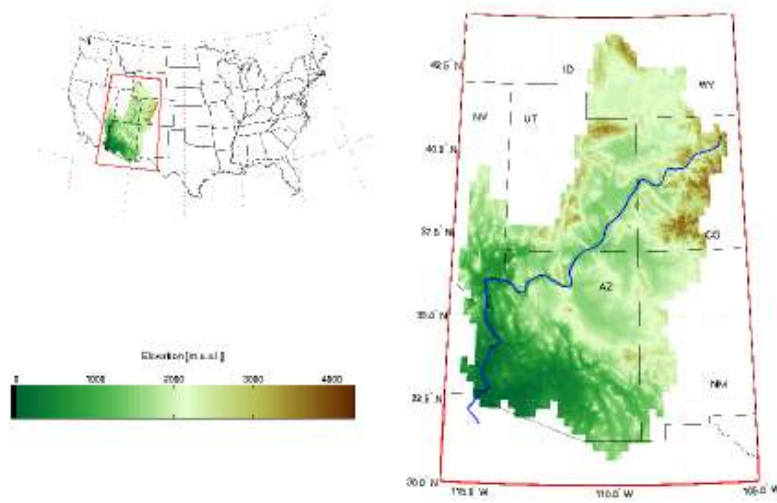 ID
WY
NV
UT
CO
AZ
NM
42.5° N
40.0° N
37.5° N
35.0° N
32.5° N
30.0° N
115.0° W
110.0° W
105.0° W
Elevation [m.a.s.l.]
0 1000 2000 3000 4000